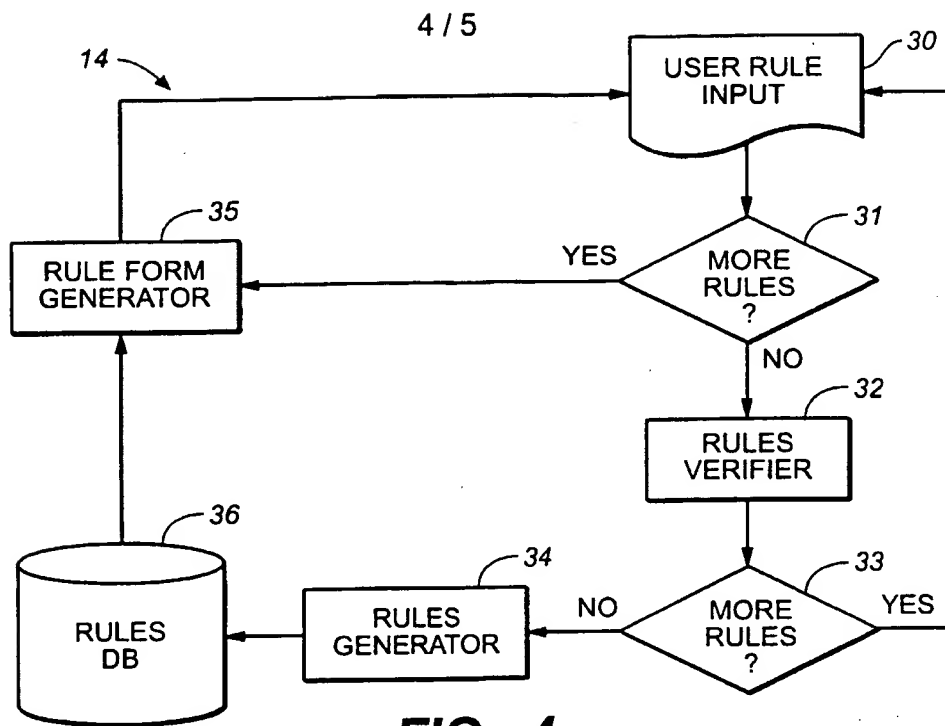 4 / 5
14
30
USER RULE
INPUT
35
31
RULE FORM
GENERATOR
YES
MORE
RULES
?
NO
32
RULES
VERIFIER
36
34
33
RULES
DB
RULES
GENERATOR
NO
MORE
RULES
?
YES